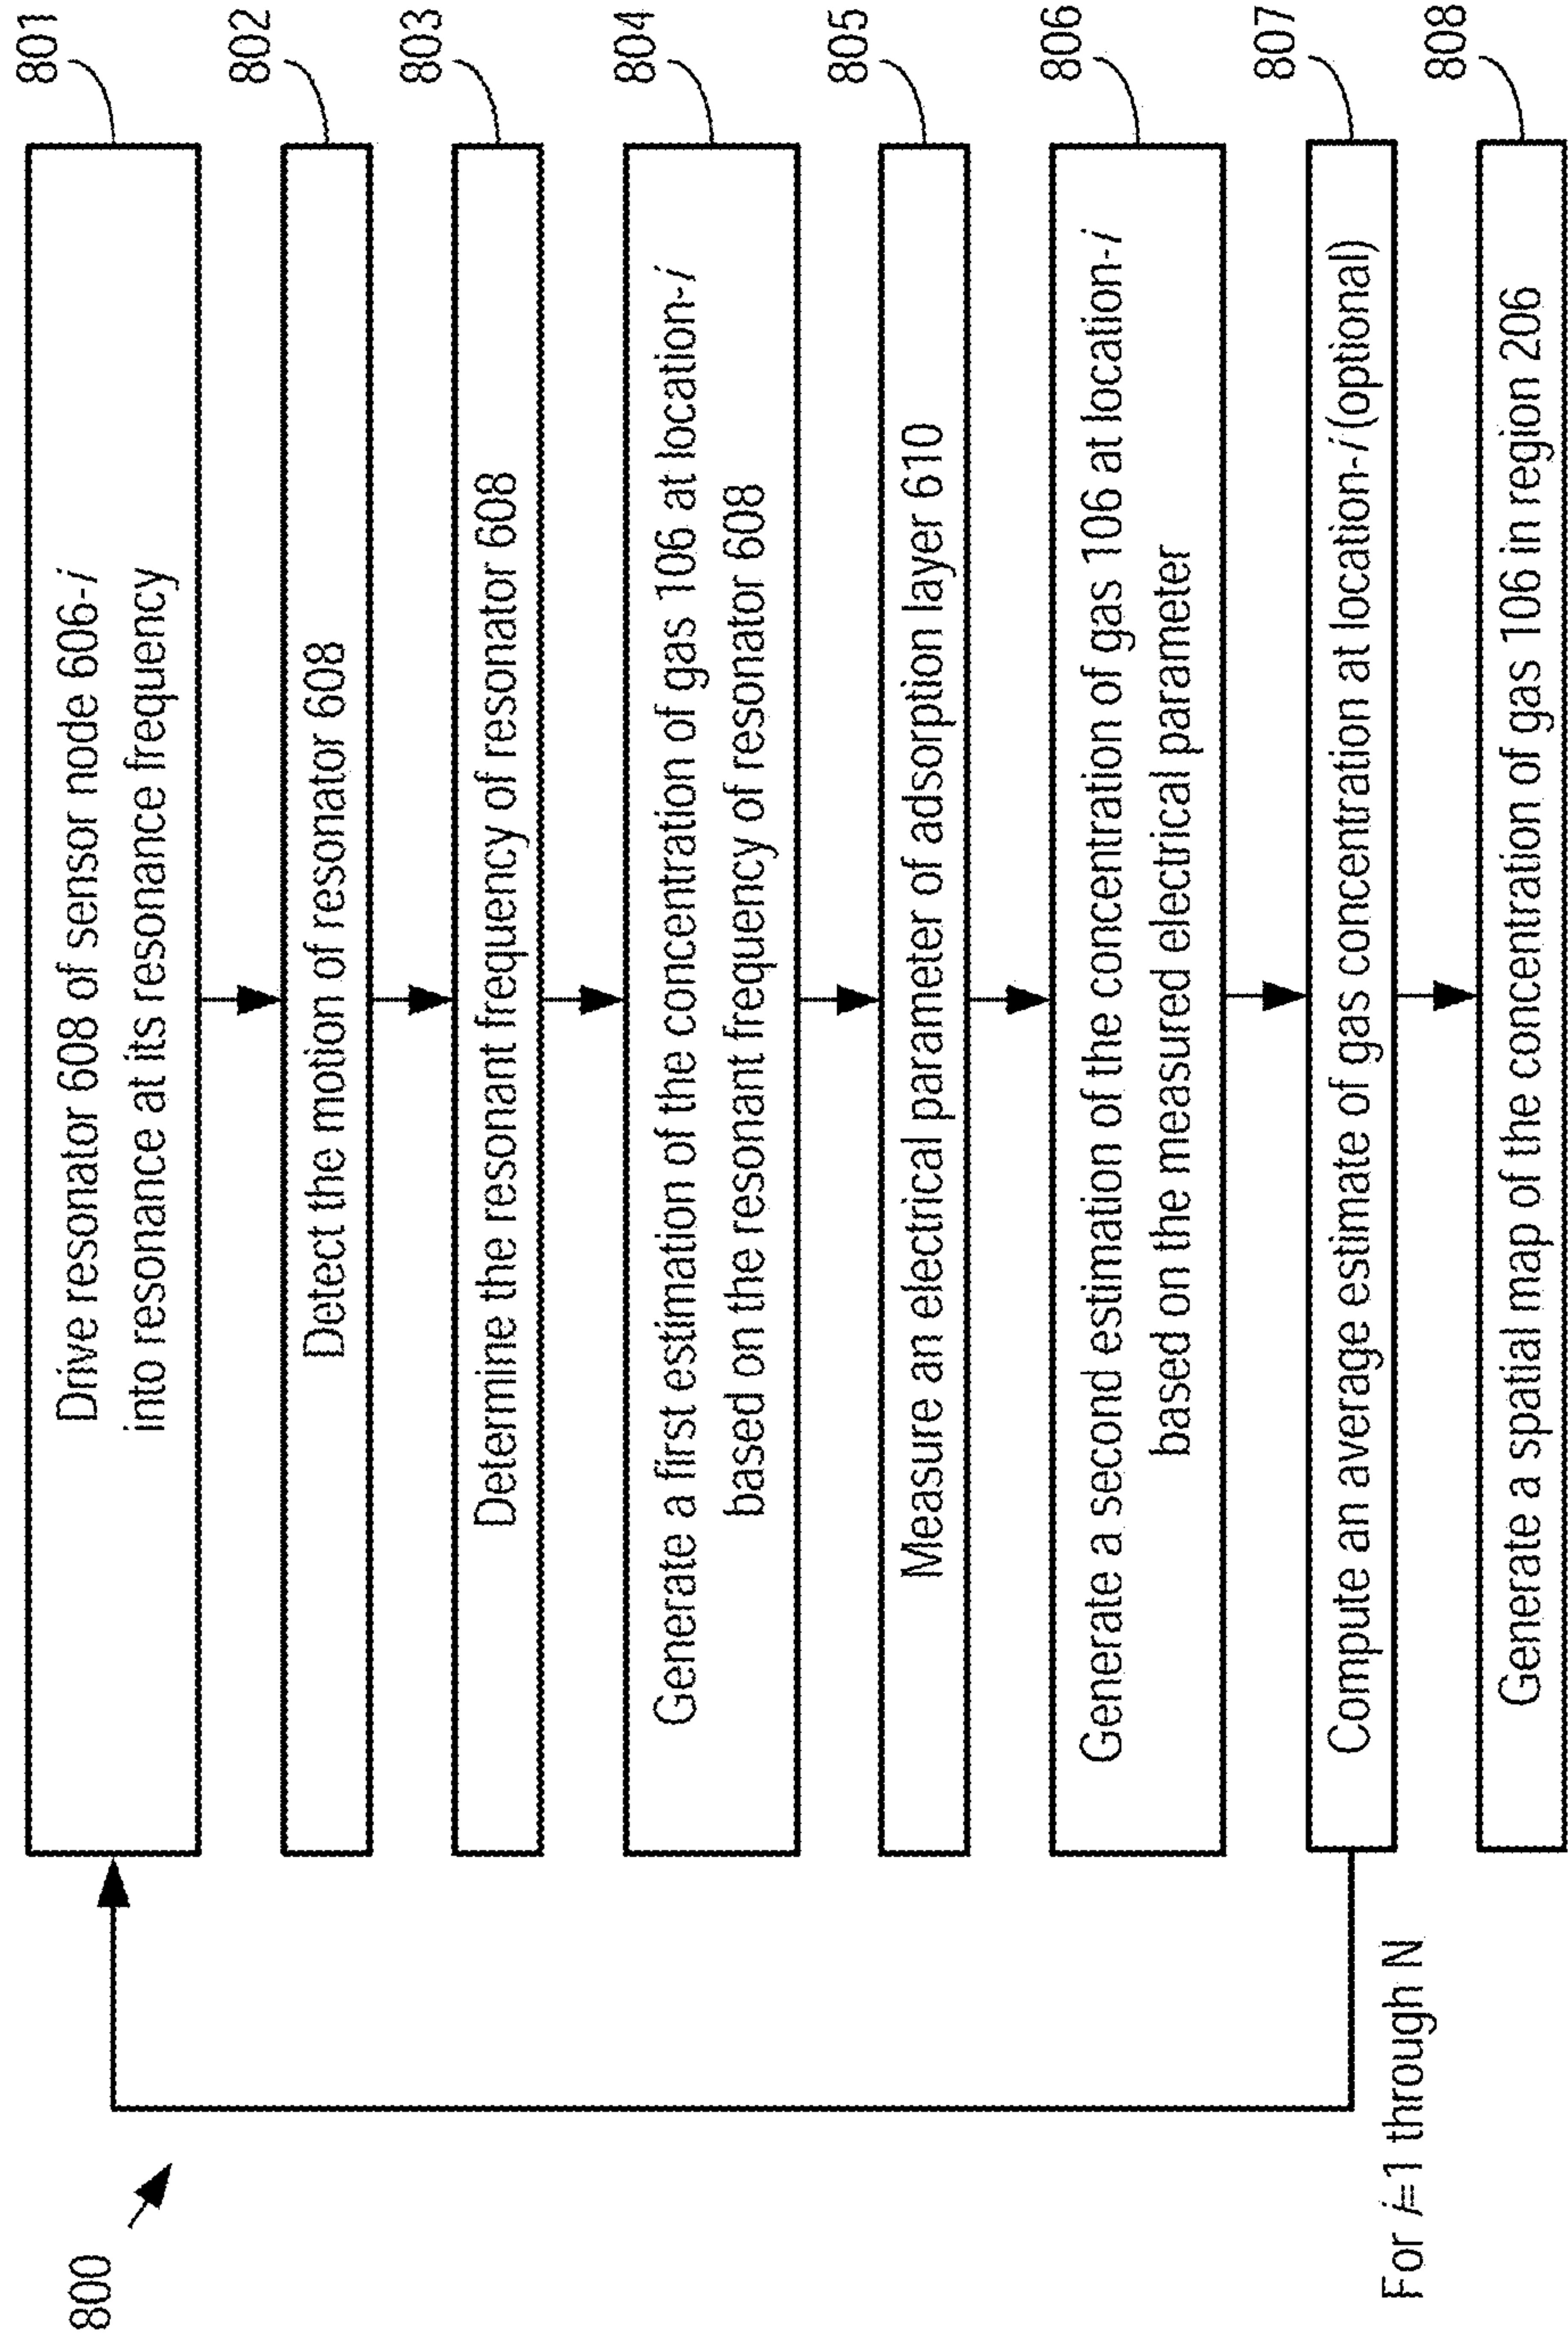 800
801
Drive resonator 608 of sensor node 606-i
into resonance at its resonance frequency
802
Detect the motion of resonator 608
803
Determine the resonant frequency of resonator 608
804
Generate a first estimation of the concentration of gas 106 at location-i
based on the resonant frequency of resonator 608
805
Measure an electrical parameter of adsorption layer 610
806
Generate a second estimation of the concentration of gas 106 at location-i
based on the measured electrical parameter
807
Compute an average estimate of gas concentration at location-i (optional)
For i=1 through N
808
Generate a spatial map of the concentration of gas 106 in region 206